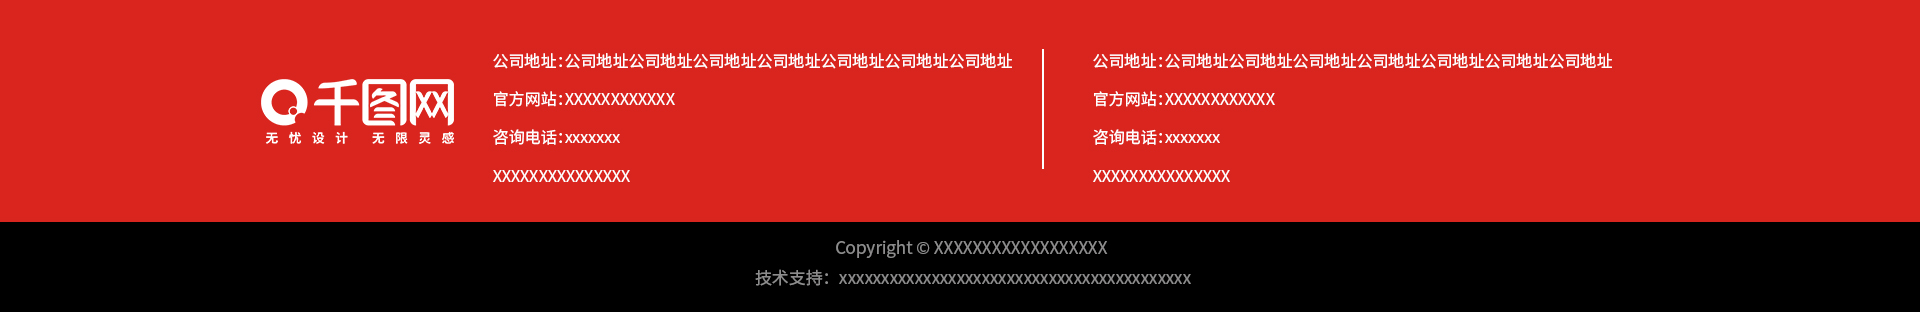 千图网
无忧设计 无限灵感
公司地址:公司地址公司地址公司地址公司地址公司地址公司地址公司地址
官方网站:XXXXXXXXXXXX
咨询电话:xxxxxxx
XXXXXXXXXXXXXXX
公司地址:公司地址公司地址公司地址公司地址公司地址公司地址公司地址
官方网站:XXXXXXXXXXXX
咨询电话:xxxxxxx
XXXXXXXXXXXXXXX
Copyright © XXXXXXXXXXXXXXXXXX
技术支持：xxxxxxxxxxxxxxxxxxxxxxxxxxxxxxxxxxxxxxxxxx